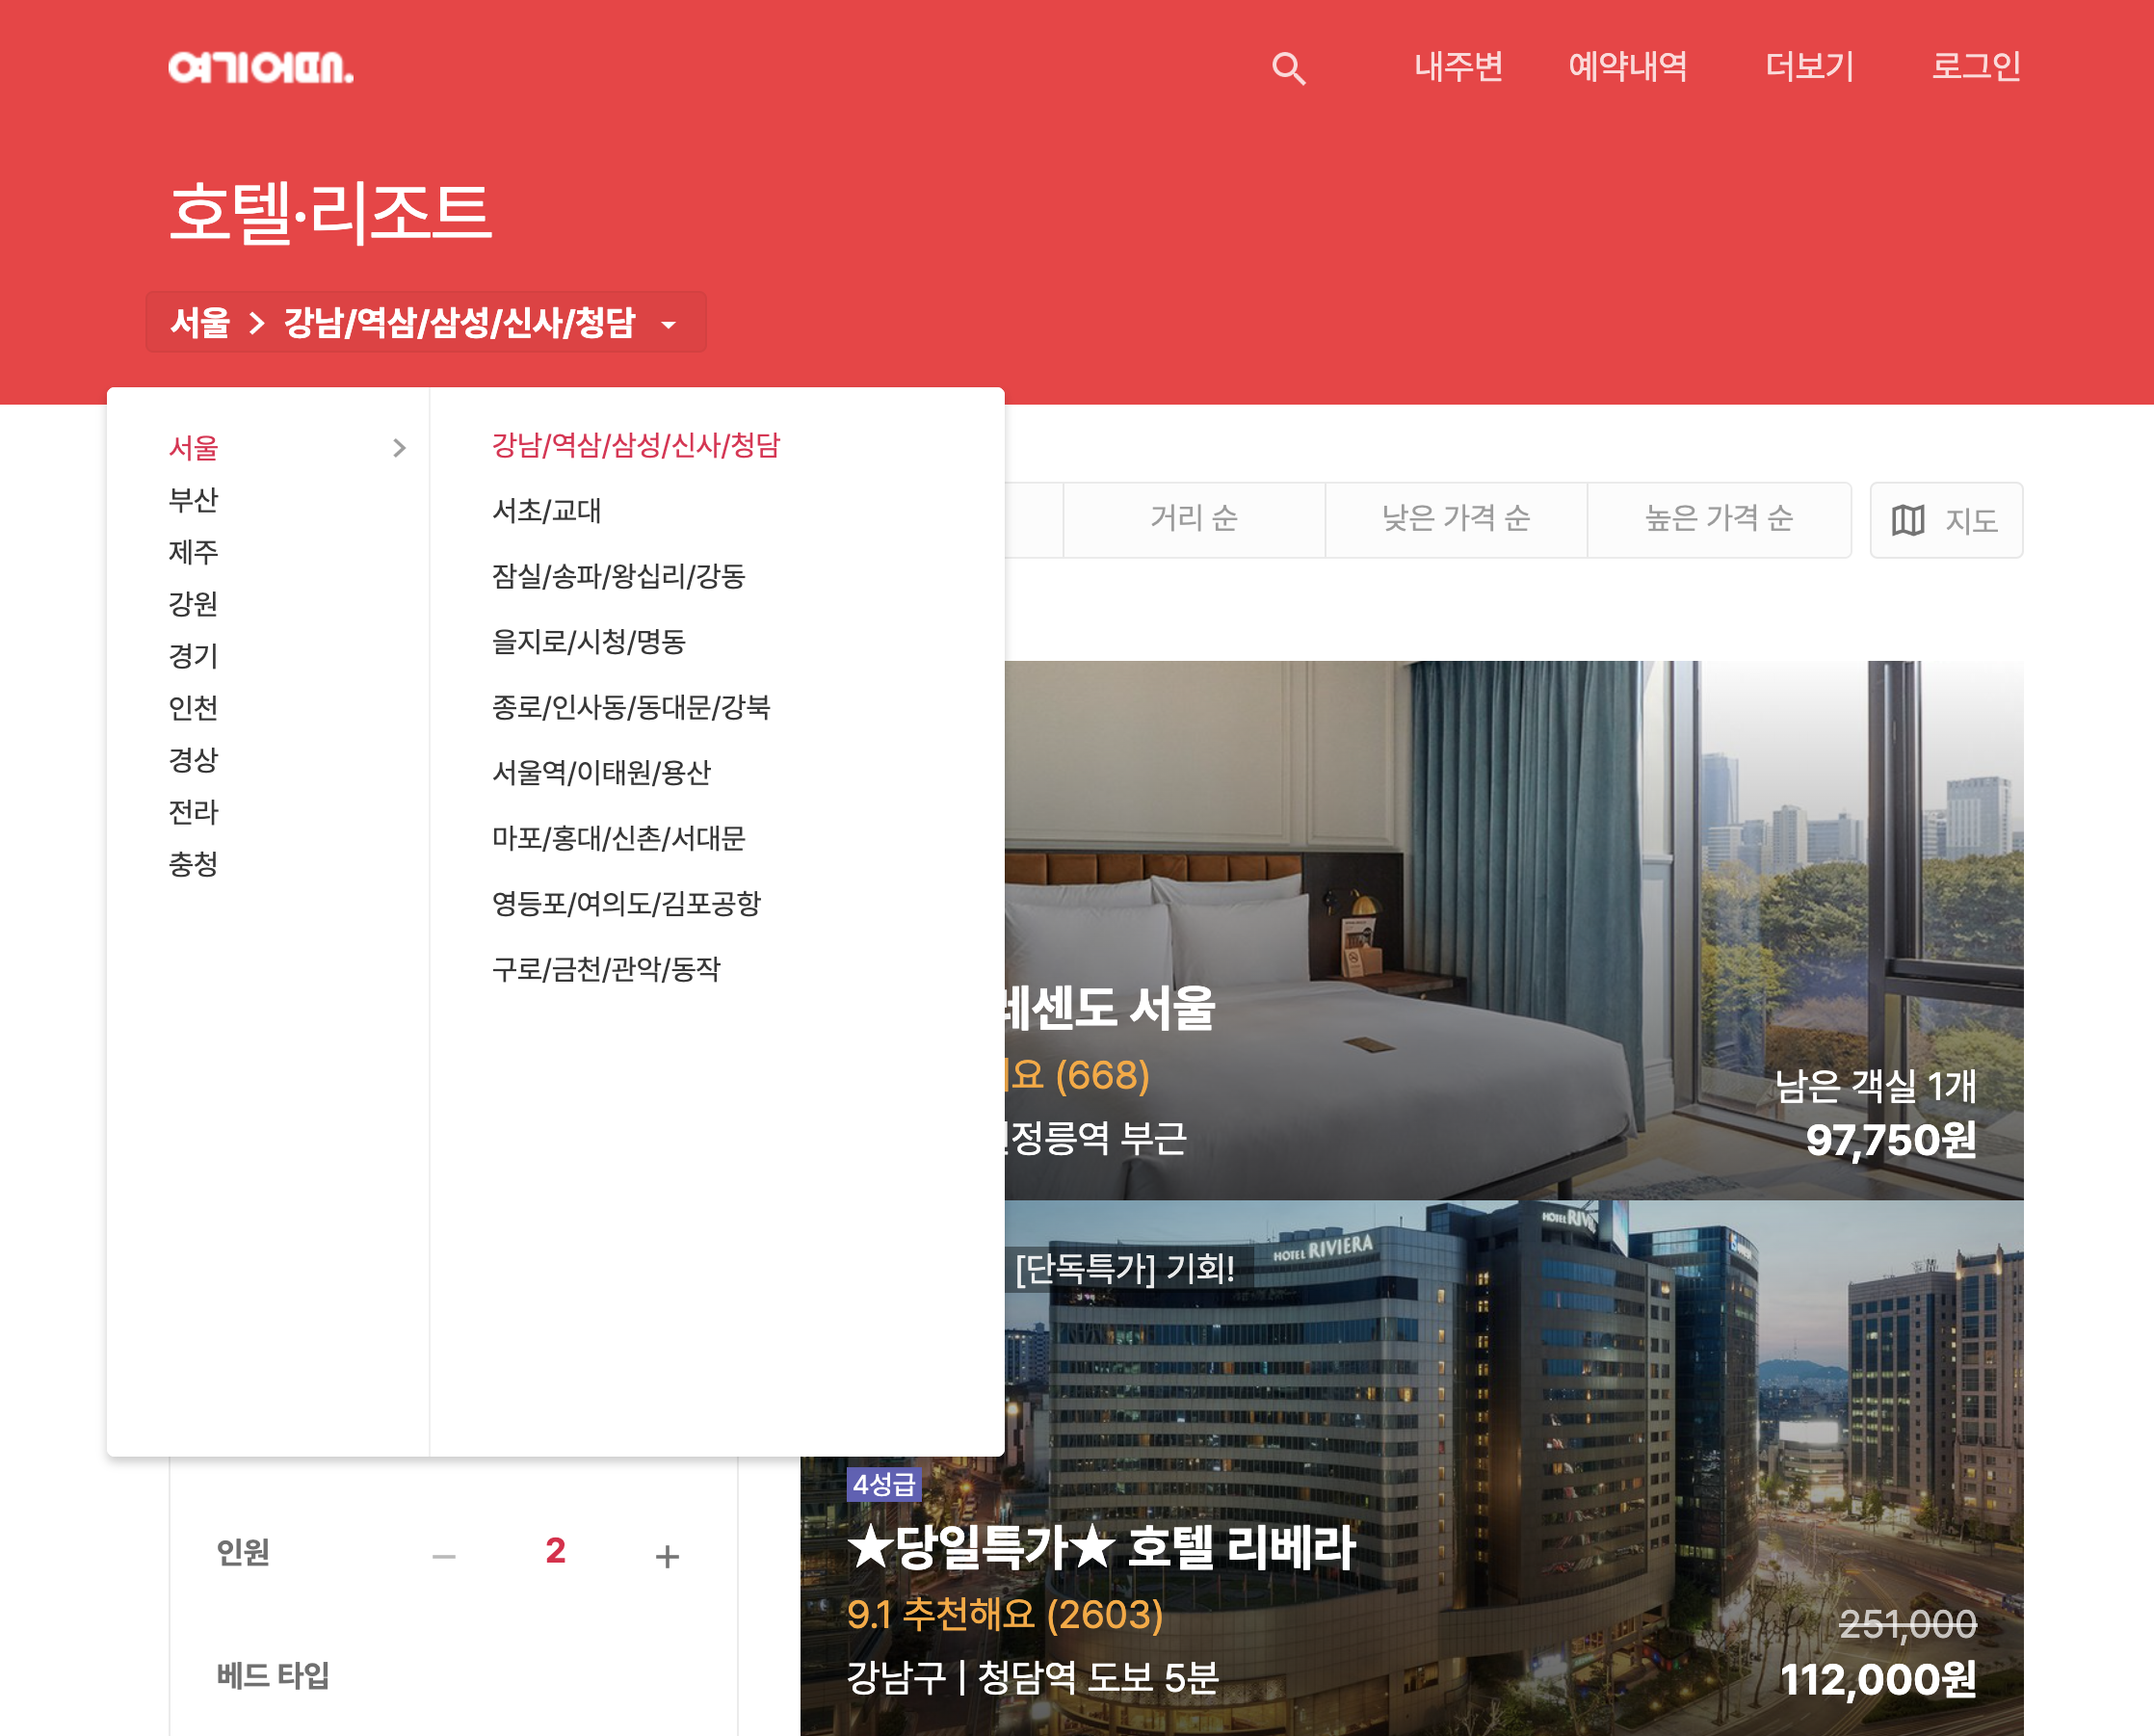 여기어때.
내주변
예약내역
더보기
로그인
호텔·리조트
서울 > 강남/역삼/삼성/신사/청담
서울
부산
제주
강원
경기
인천
경상
전라
충청
강남/역삼/삼성/신사/청담
서초/교대
잠실/송파/왕십리/강동
을지로/시청/명동
종로/인사동/동대문/강북
서울역/이태원/용산
마포/홍대/신촌/서대문
영등포/여의도/김포공항
구로/금천/관악/동작
거리 순
낮은 가격 순
높은 가격 순
지도
센도 서울
요 (668)
정릉역 부근
남은 객실 1개
97,750원
[단독특가] 기회!
HOTEL RIVIERA
4성급
★당일특가★ 호텔 리베라
9.1 추천해요 (2603)
강남구 | 청담역 도보 5분
251,000
112,000원
인원
2
베드 타입